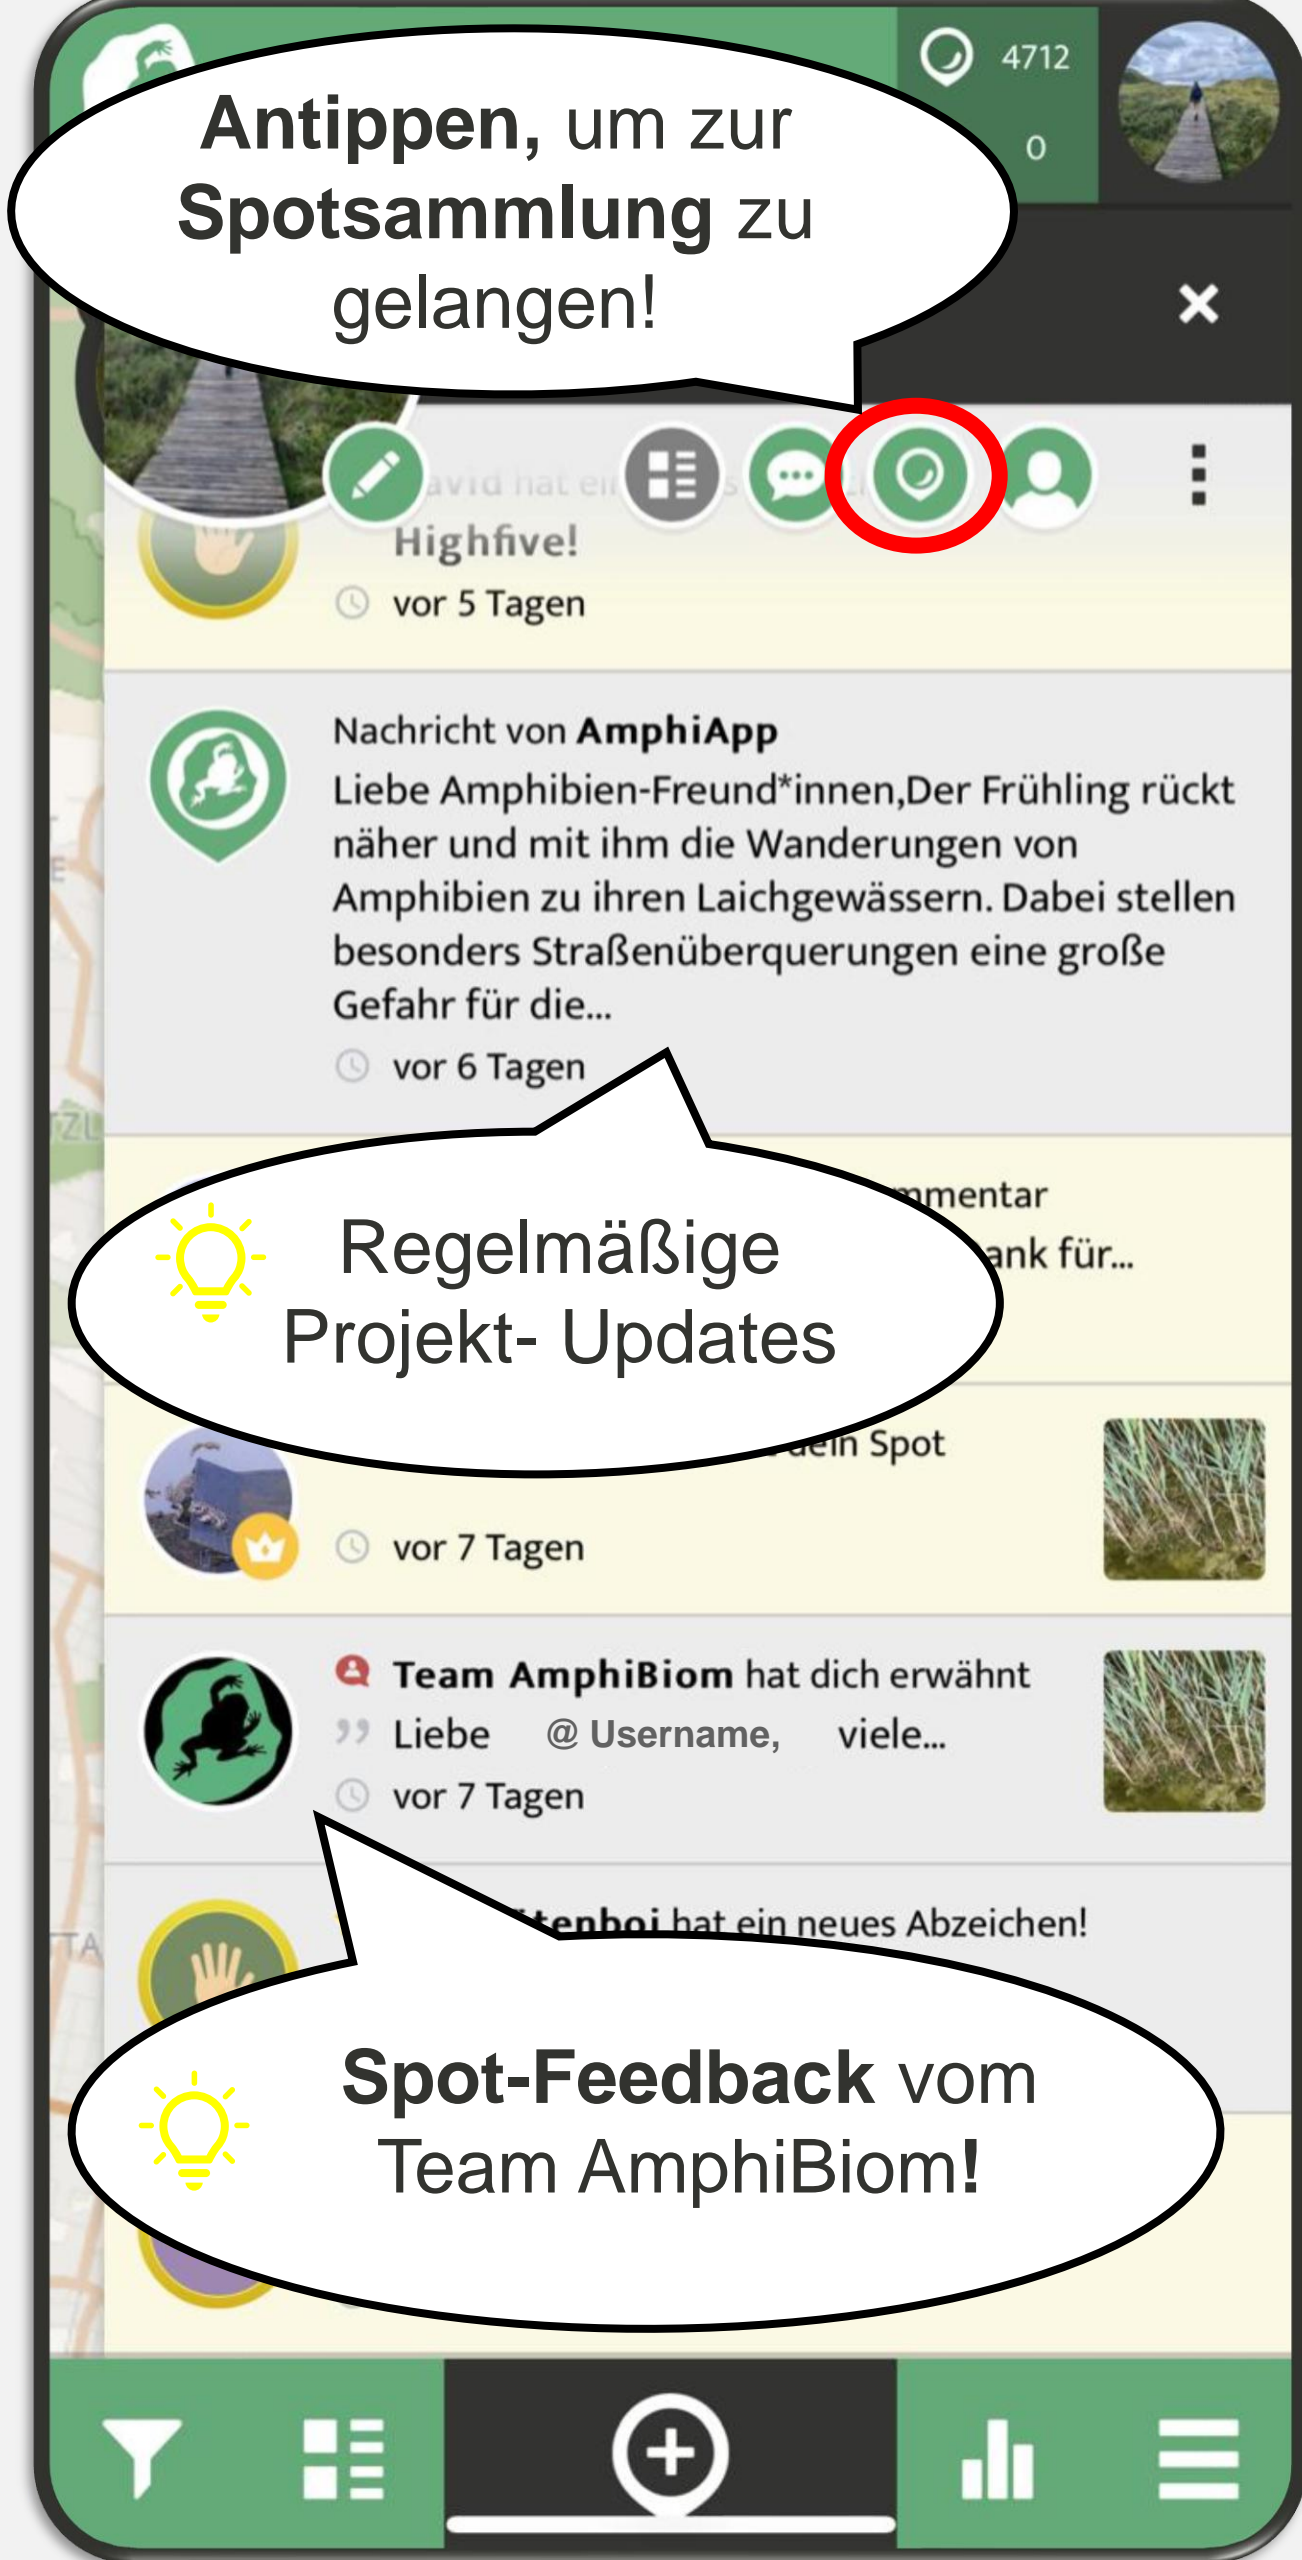 4712
0
Antippen, um zur
Spotsammlung zu
gelangen!
hat
Highfive!
vor 5 Tagen
Nachricht von AmphiApp
Liebe Amphibien-Freund*innen,Der Frühling rückt
näher und mit ihm die Wanderungen von
Amphibien zu ihren Laichgewässern. Dabei stellen
besonders Straßenüberquerungen eine große
Gefahr für die...
vor 6 Tagen
für...
Regelmäßige
Projekt- Updates
Spot
vor 7 Tagen
Team AmphiBiom hat dich erwähnt
Liebe @ Username, viele...
vor 7 Tagen
hat ein neues Abzeichen!
Spot-Feedback vom
Team AmphiBiom!